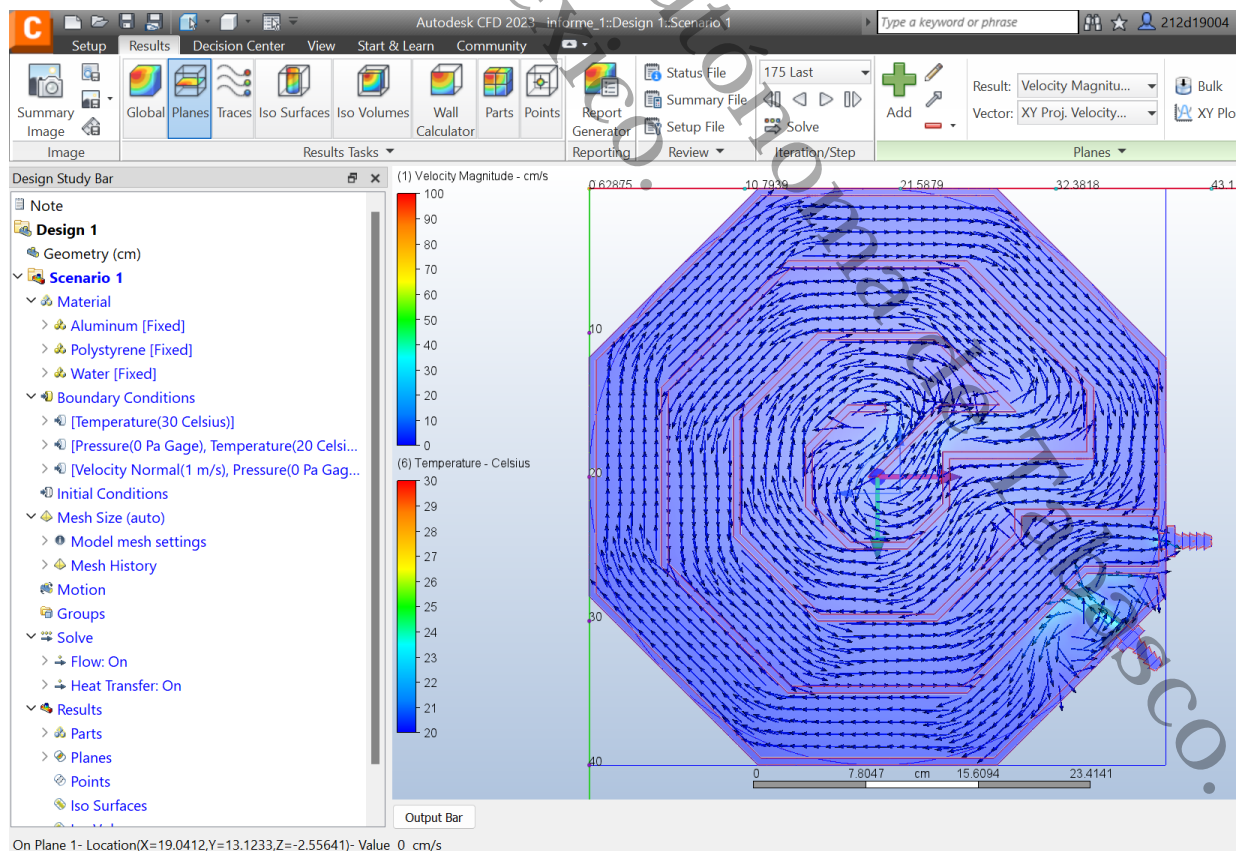 C
Autodesk CFD 2023 informe_1::Design 1::Scenario 1
Type a keyword or phrase
212d19004
Setup Results Decision Center View Start & Learn Community
Summary Image
Global Planes Traces Iso Surfaces Iso Volumes Wall Calculator Parts Points
Report Generator
Status File
Summary File
Setup File
175 Last
Solve
Add
Result: Velocity Magnitu...
Vector: XY Proj. Velocity...
Bulk
XY Plo
Image
Results Tasks
Reporting
Review
Iteration/Step
Planes
Design Study Bar
Note
Design 1
Geometry (cm)
Scenario 1
Material
Aluminum [Fixed]
Polystyrene [Fixed]
Water [Fixed]
Boundary Conditions
[Temperature(30 Celsius)]
[Pressure(0 Pa Gage), Temperature(20 Celsi...
[Velocity Normal(1 m/s), Pressure(0 Pa Gag...
Initial Conditions
Mesh Size (auto)
Model mesh settings
Mesh History
Motion
Groups
Solve
Flow: On
Heat Transfer: On
Results
Parts
Planes
Points
Iso Surfaces
(1) Velocity Magnitude - cm/s
100
90
80
70
60
50
40
30
20
10
0
(6) Temperature - Celsius
30
29
28
27
26
25
24
23
22
21
20
0.62875 10.7939 21.5879 32.3818 43.1
10
20
30
40
0 7.8047 cm 15.6094 23.4141
Output Bar
On Plane 1- Location(X=19.0412,Y=13.1233,Z=-2.55641)- Value 0 cm/s
xico.
utónoma de Tabasco.